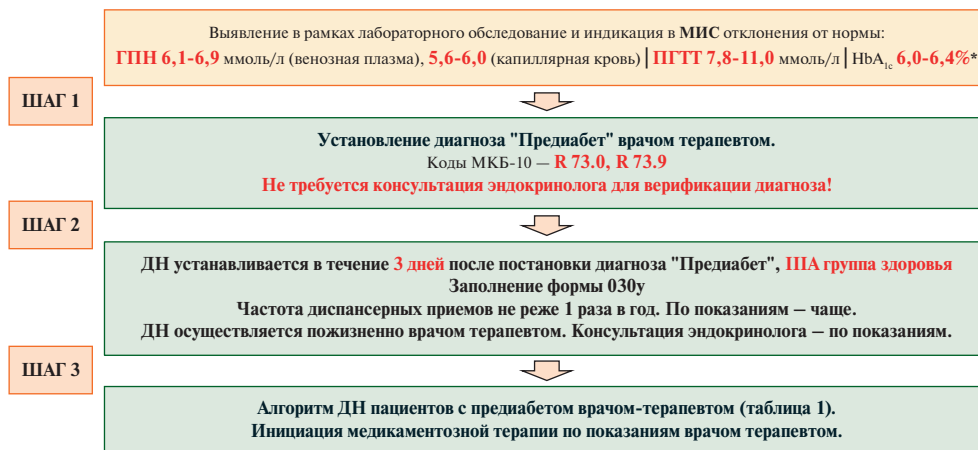 Выявление в рамках лабораторного обследование и индикация в МИС отклонения от нормы:
ГПН 6,1-6,9 ммоль/л (венозная плазма), 5,6-6,0 (капиллярная кровь) | ПГТТ 7,8-11,0 ммоль/л | HbA1c 6,0-6,4%*
ШАГ 1
Установление диагноза "Предиабет" врачом терапевтом.
Коды МКБ-10 — R 73.0, R 73.9
Не требуется консультация эндокринолога для верификации диагноза!
ШАГ 2
ДН устанавливается в течение 3 дней после постановки диагноза "Предиабет", IIIA группа здоровья
Заполнение формы 030у
Частота диспансерных приемов не реже 1 раза в год. По показаниям — чаще.
ДН осуществляется пожизненно врачом терапевтом. Консультация эндокринолога — по показаниям.
ШАГ 3
Алгоритм ДН пациентов с предиабетом врачом-терапевтом (таблица 1).
Инициация медикаментозной терапии по показаниям врачом терапевтом.